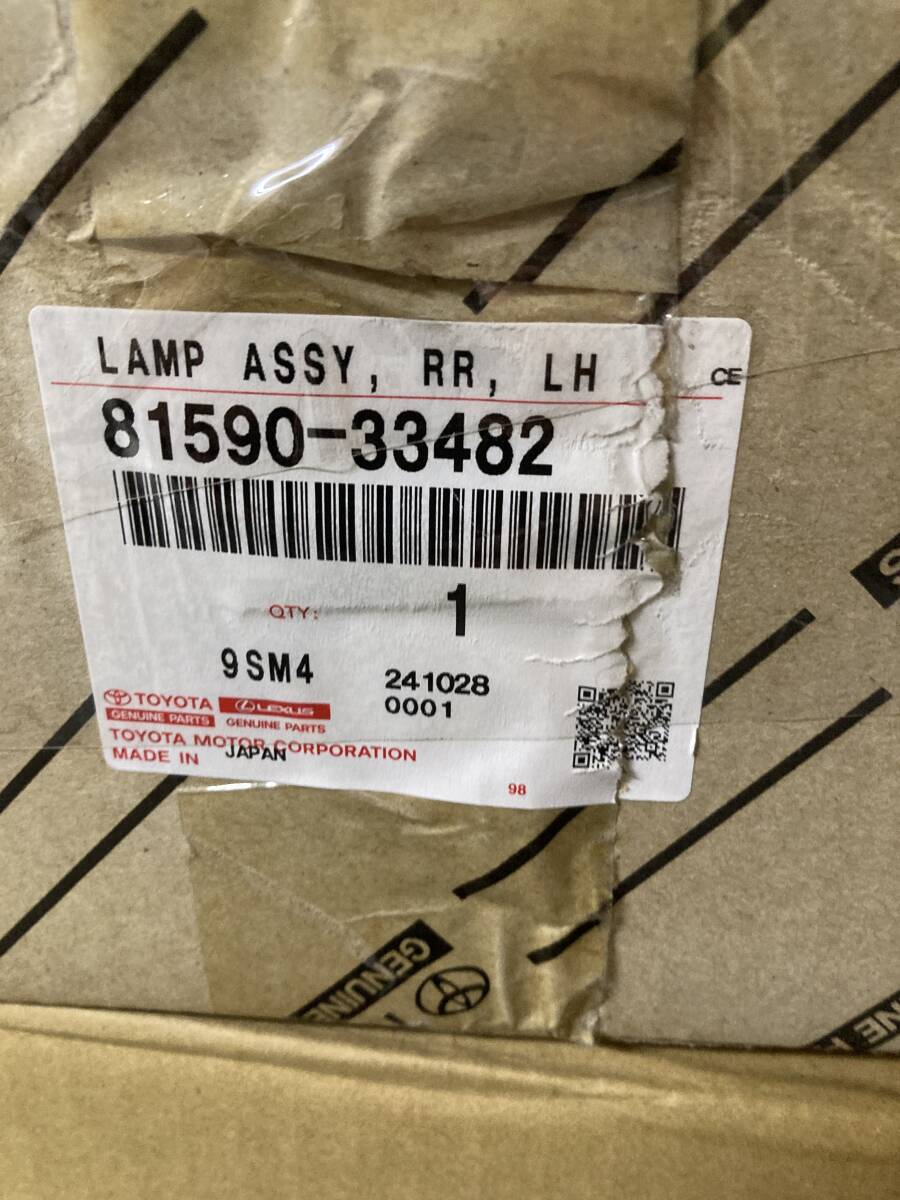 LAMP ASSY, RR, LH
CE
81590-33482
QTY: 1
9SM4 241028
0001
TOYOTA LEXUS
GENUINE PARTS GENUINE PARTS
TOYOTA MOTOR CORPORATION
MADE IN JAPAN
98
GENUINE